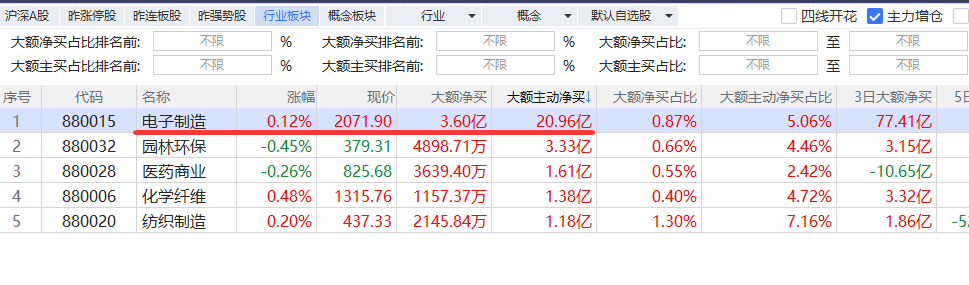 沪深A股 昨涨停股 昨连板股 昨强势股 行业板块 概念板块 行业 概念 默认自选股 四线开花 主力增仓
大额净买占比排名前: 不限 % 大额净买排名前: 不限 % 大额净买占比: 不限 至 不限
大额主买占比排名前: 不限 % 大额主买排名前: 不限 % 大额主买占比: 不限 至 不限
序号 代码 名称 涨幅 现价 大额净买 大额主动净买↓ 大额净买占比 大额主动净买占比 3日大额净买 5日
1 880015 电子制造 0.12% 2071.90 3.60亿 20.96亿 0.87% 5.06% 77.41亿
2 880032 园林环保 -0.45% 379.31 4898.71万 3.33亿 0.66% 4.46% 3.15亿
3 880028 医药商业 -0.26% 825.68 3639.40万 1.61亿 0.55% 2.42% -10.65亿
4 880006 化学纤维 0.48% 1315.76 1157.37万 1.38亿 0.40% 4.72% 3.32亿
5 880020 纺织制造 0.20% 437.33 2145.84万 1.18亿 1.30% 7.16% 1.86亿